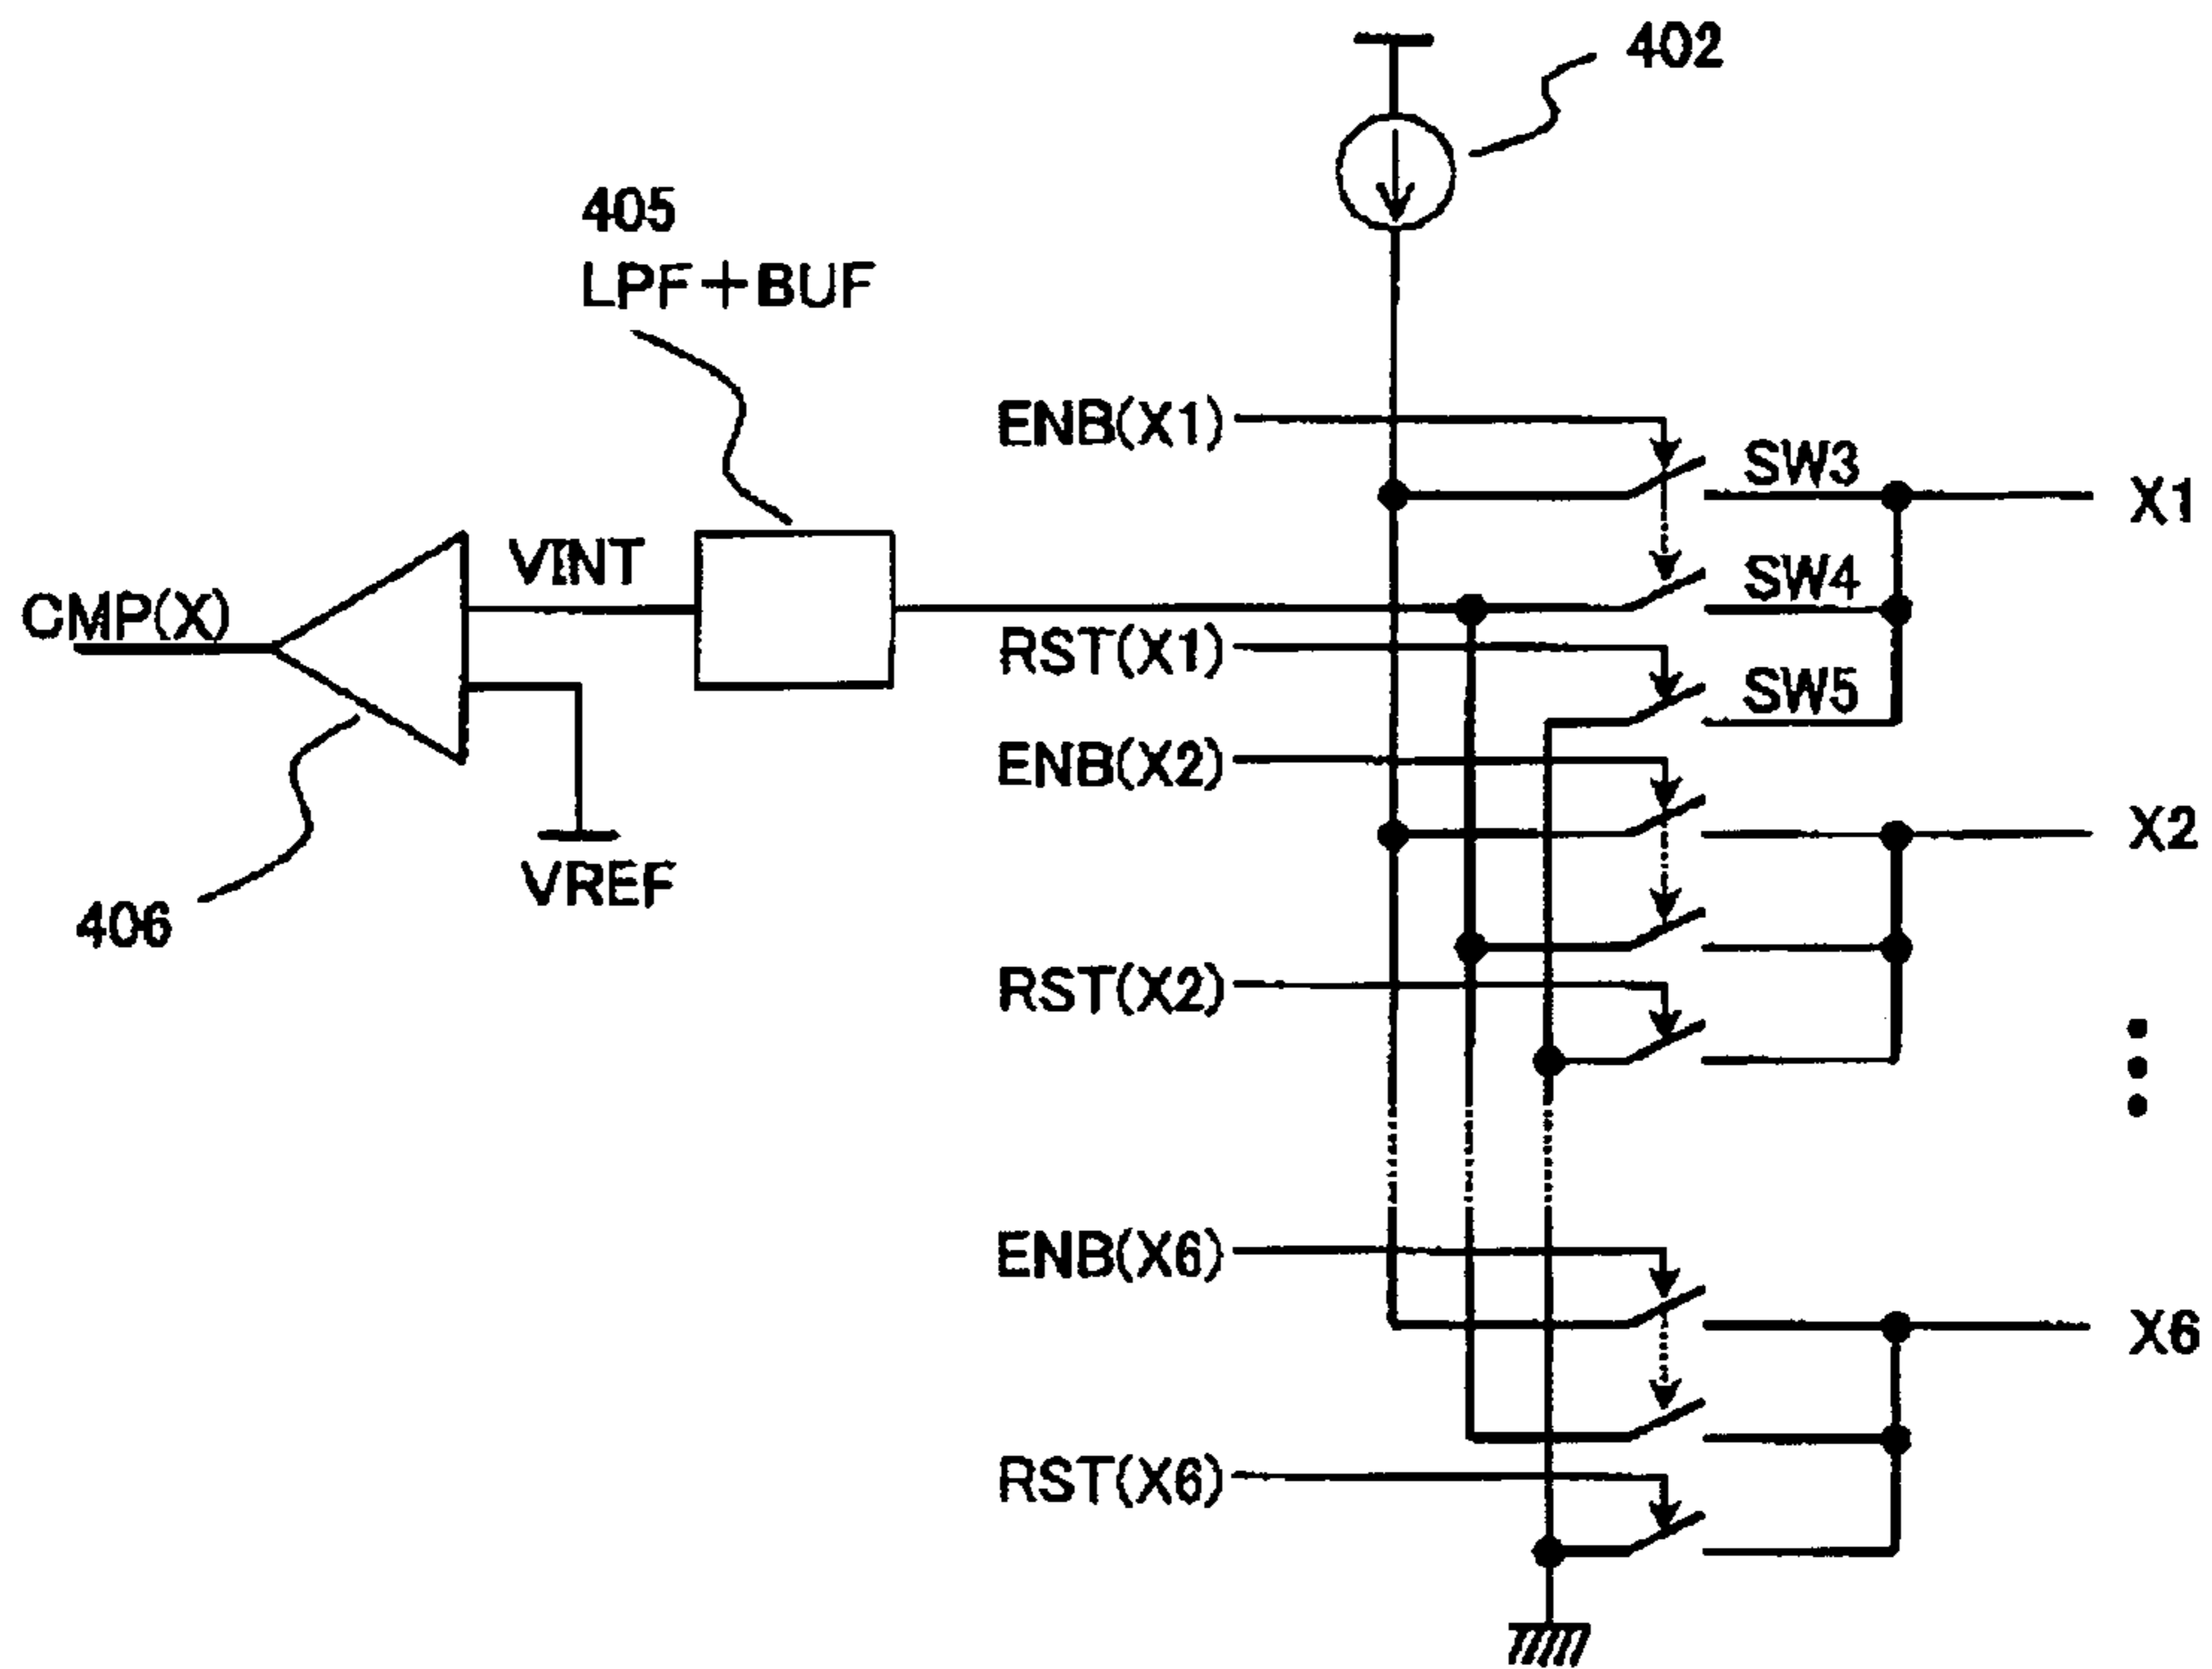 402
405
LPF+BUF
ENB(X1)
SW3
X1
VINT
SW4
CMP(X)
RST(X1)
SW5
ENB(X2)
X2
VREF
406
RST(X2)
ENB(X6)
X6
RST(X6)